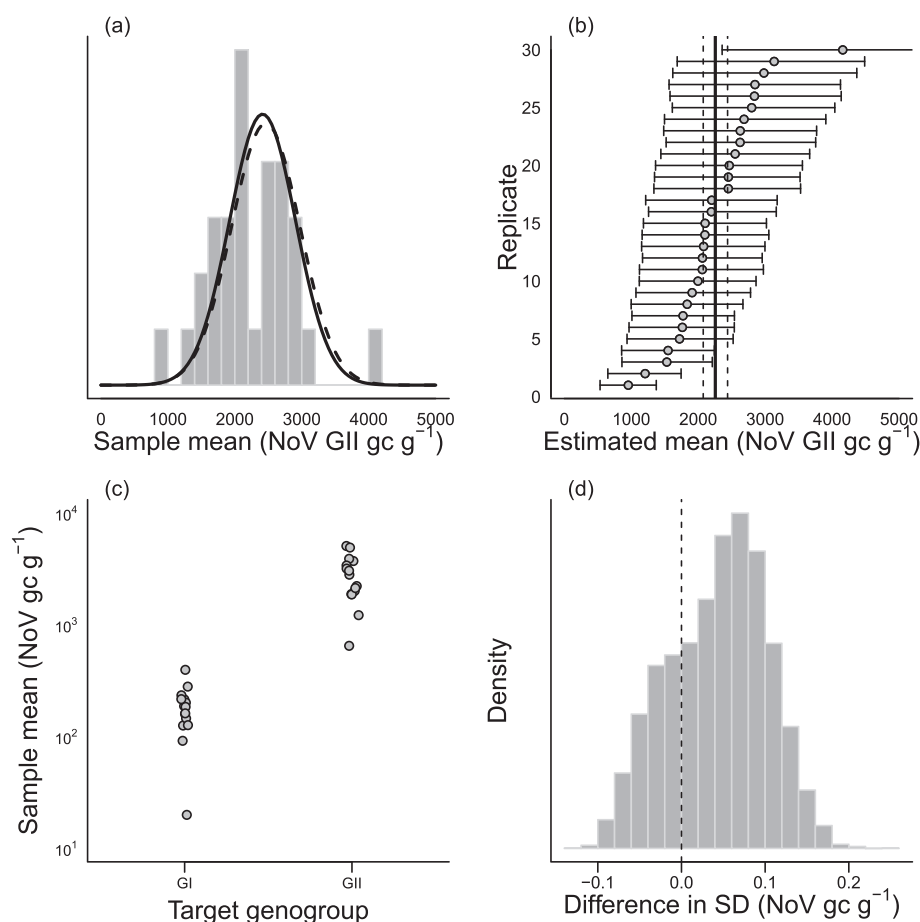 (a)
0 1000 2000 3000 4000 5000
Sample mean (NoV GII gc g⁻¹)
(b)
Replicate
30
25
20
15
10
5
0
0 1000 2000 3000 4000 5000
Estimated mean (NoV GII gc g⁻¹)
(c)
Sample mean (NoV gc g⁻¹)
10⁴
10³
10²
10¹
GI GII
Target genogroup
(d)
Density
−0.1 0.0 0.1 0.2
Difference in SD (NoV gc g⁻¹)